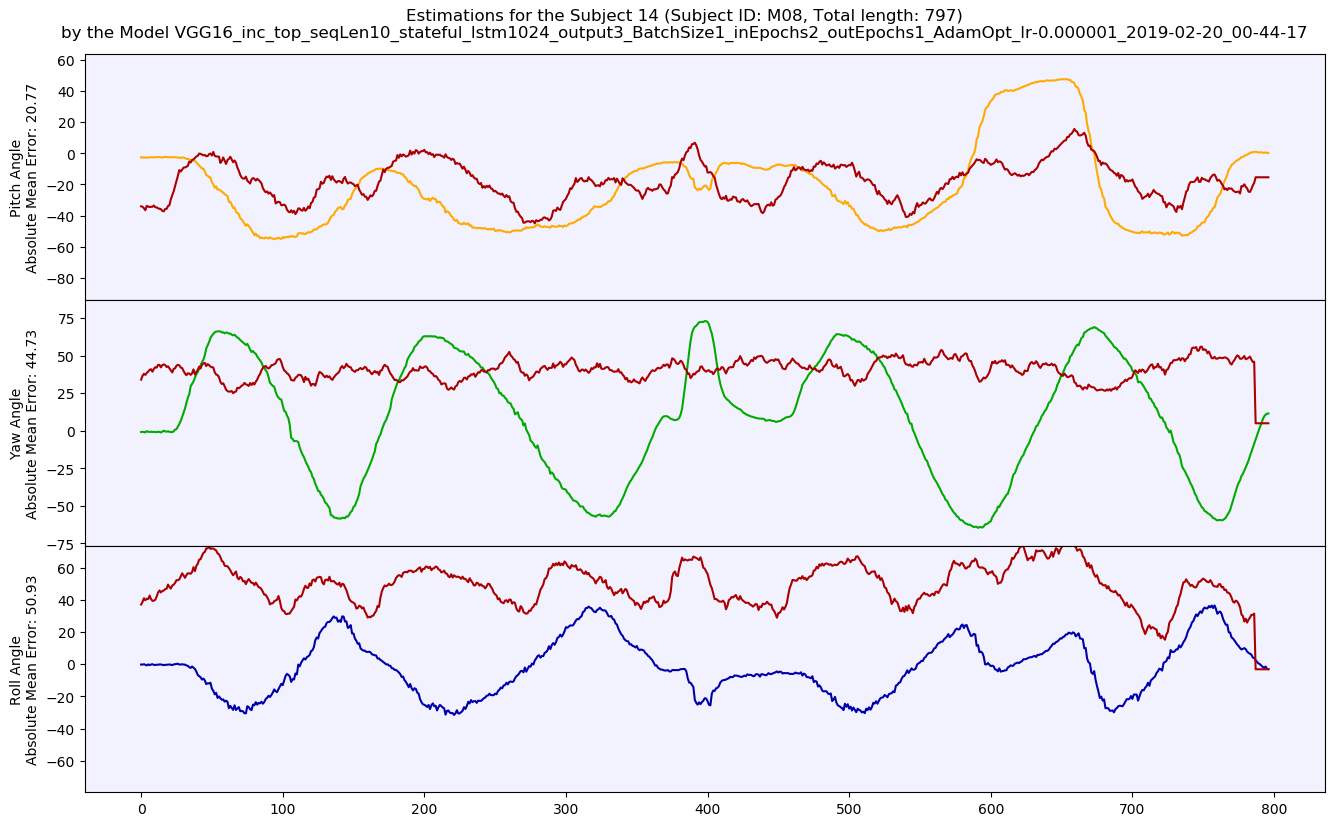 Estimations for the Subject 14 (Subject ID: M08, Total length: 797)
by the Model VGG16_inc_top_seqLen10_stateful_lstm1024_output3_BatchSize1_inEpochs2_outEpochs1_AdamOpt_lr-0.000001_2019-02-20_00-44-17
Pitch Angle
Absolute Mean Error: 20.77
60
40
20
0
−20
−40
−60
−80
Yaw Angle
Absolute Mean Error: 44.73
75
50
25
0
−25
−50
−75
Roll Angle
Absolute Mean Error: 50.93
60
40
20
0
−20
−40
−60
0 100 200 300 400 500 600 700 800